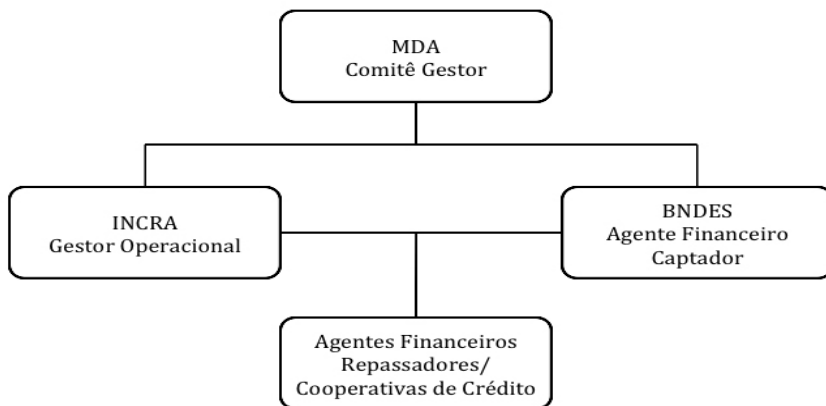 MDA
Comitê Gestor
INCRA
Gestor Operacional
BNDES
Agente Financeiro
Captador
Agentes Financeiros
Repassadores/
Cooperativas de Crédito